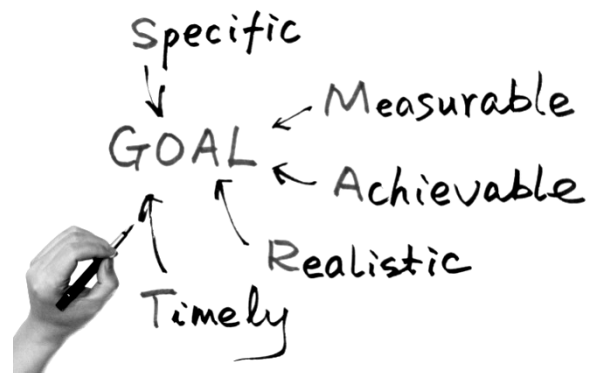 Specific
Measurable
GOAL
Achievable
Realistic
Timely